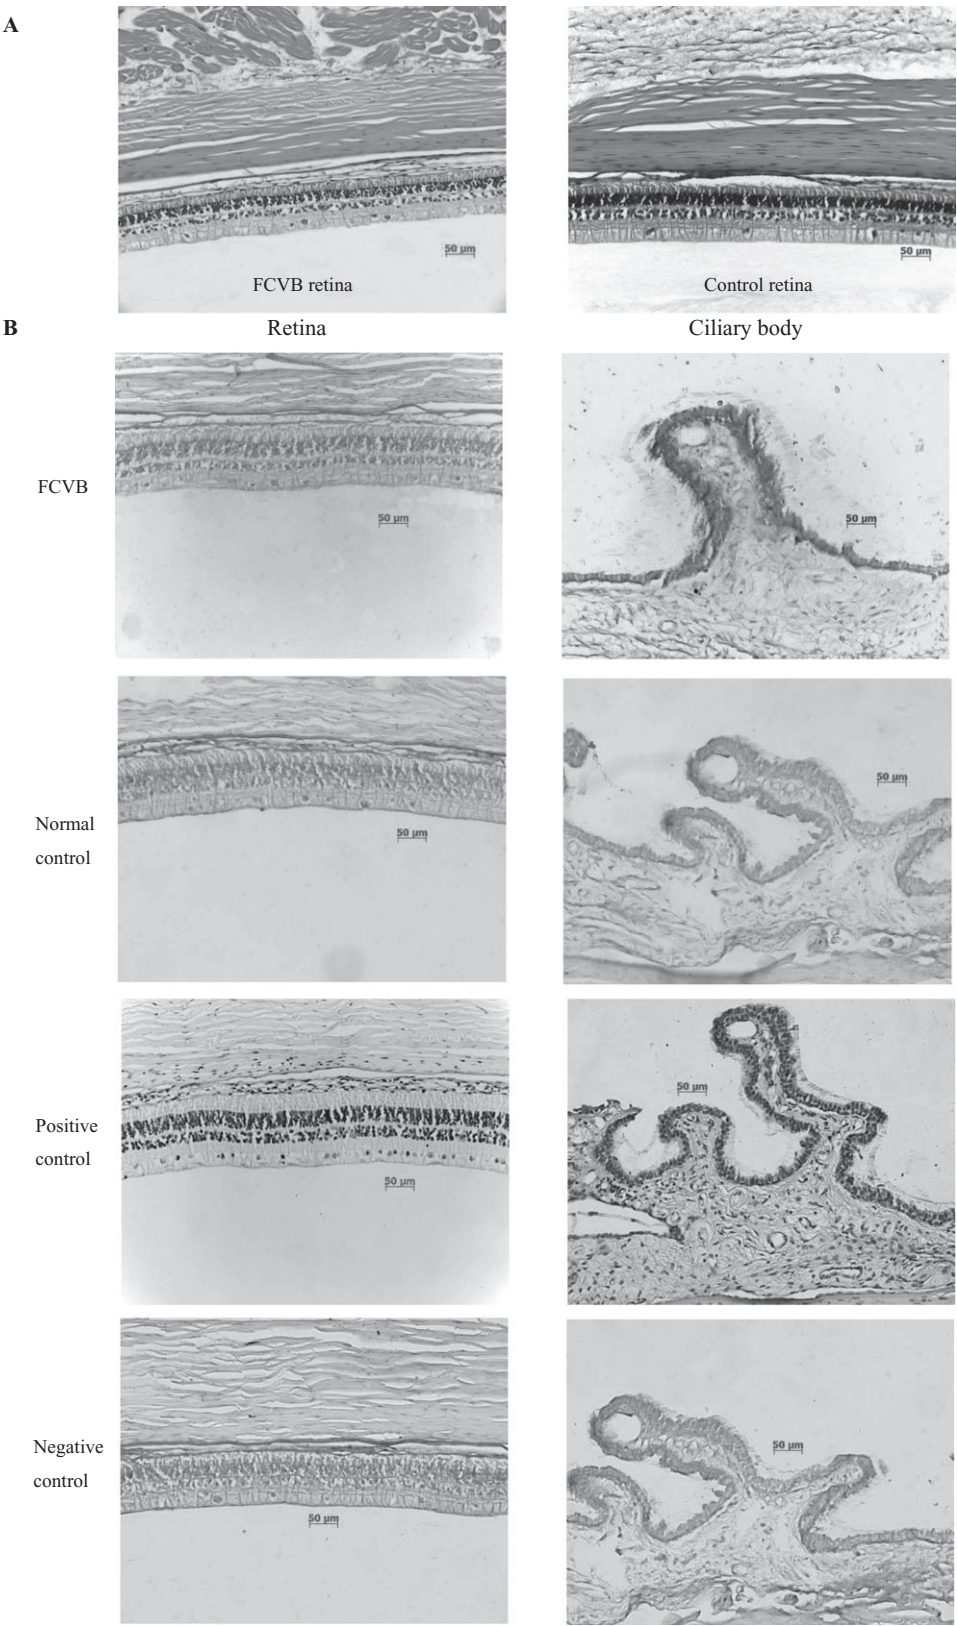 A
50 μm
50 μm
FCVB retina
Control retina
B
Retina
Ciliary body
FCVB
50 μm
50 μm
Normal
control
50 μm
50 μm
Positive
control
50 μm
50 μm
Negative
control
50 μm
50 μm